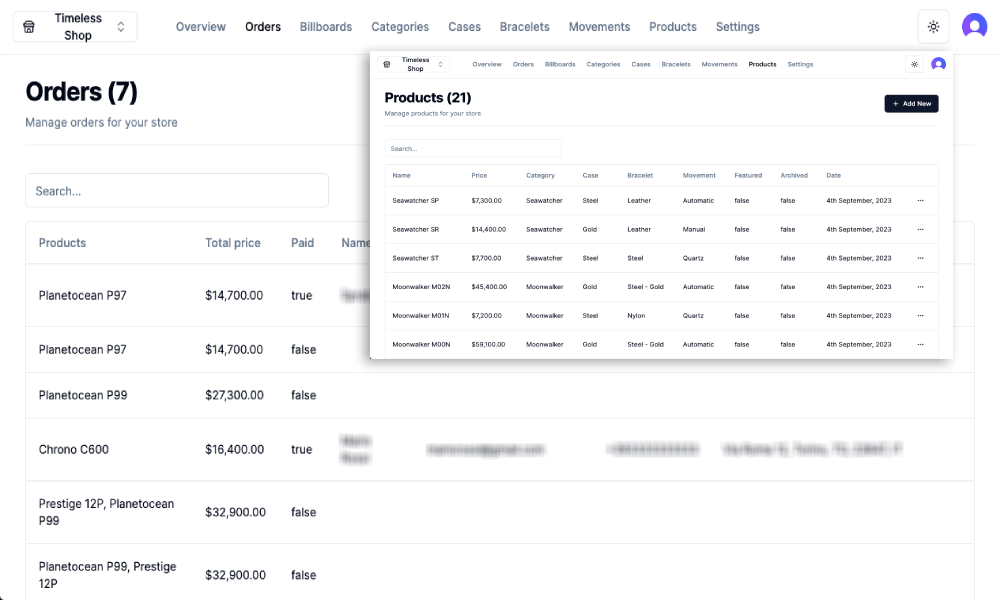 Timeless
Shop
Overview Orders Billboards Categories Cases Bracelets Movements Products Settings
Orders (7)
Manage orders for your store
Search...
Products Total price Paid Name
Planetocean P97 $14,700.00 true
Planetocean P97 $14,700.00 false
Planetocean P99 $27,300.00 false
Chrono C600 $16,400.00 true
Prestige 12P, Planetocean
P99 $32,900.00 false
Planetocean P99, Prestige
12P $32,900.00 false
Timeless
Shop
Overview Orders Billboards Categories Cases Bracelets Movements Products Settings
Products (21)
Manage products for your store
+ Add New
Search...
Name Price Category Case Bracelet Movement Featured Archived Date
Seawatcher SP $7,300.00 Seawatcher Steel Leather Automatic false false 4th September, 2023 ...
Seawatcher SR $14,400.00 Seawatcher Gold Leather Manual false false 4th September, 2023 ...
Seawatcher ST $7,700.00 Seawatcher Steel Steel Quartz false false 4th September, 2023 ...
Moonwalker M02N $45,400.00 Moonwalker Gold Steel - Gold Automatic false false 4th September, 2023 ...
Moonwalker M01N $7,200.00 Moonwalker Steel Nylon Quartz false false 4th September, 2023 ...
Moonwalker M00N $59,100.00 Moonwalker Gold Steel - Gold Automatic false false 4th September, 2023 ...